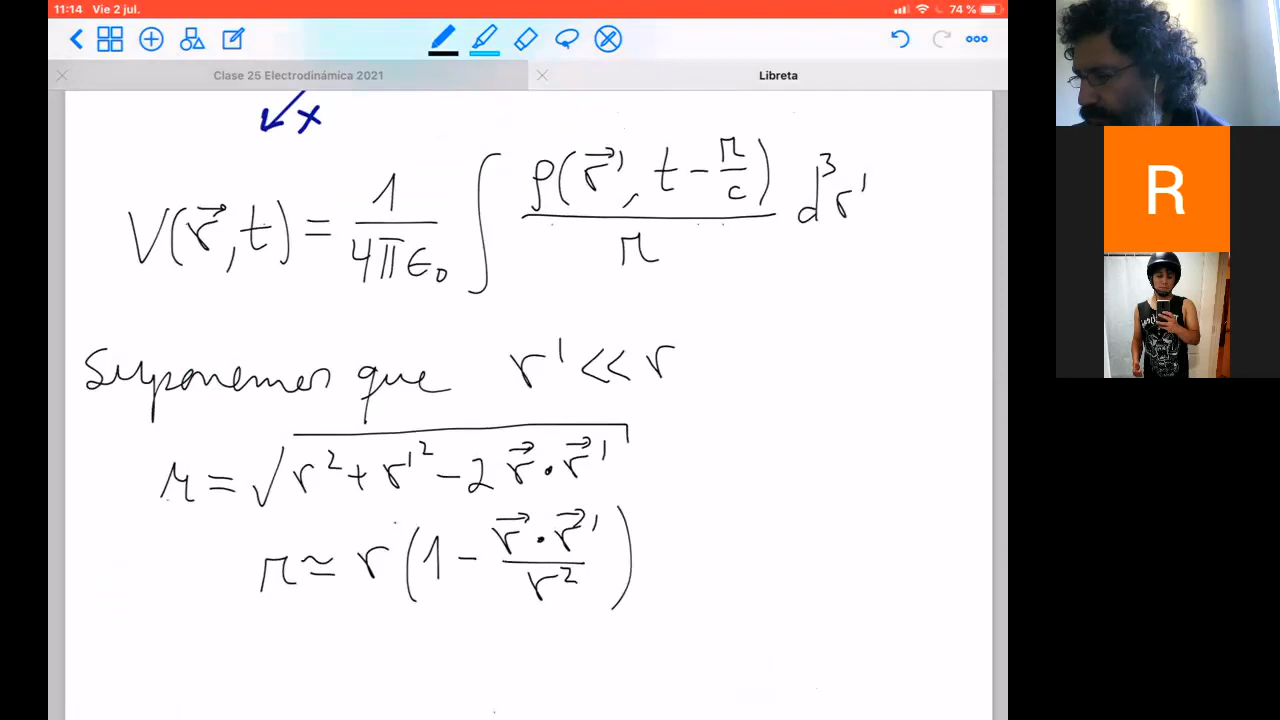 11:14 Vie 2 jul. 74 %
Clase 25 Electrodinámica 2021 Libreta
x
V(r⃗, t) = 1/(4πε₀) ∫ ρ(r⃗', t - 𝓇/c)/𝓇 d³r'
Suponemos que r' << r
𝓇 = √(r² + r'² - 2 r⃗ · r⃗')
𝓇 ≃ r (1 - (r⃗ · r⃗')/r²)
R